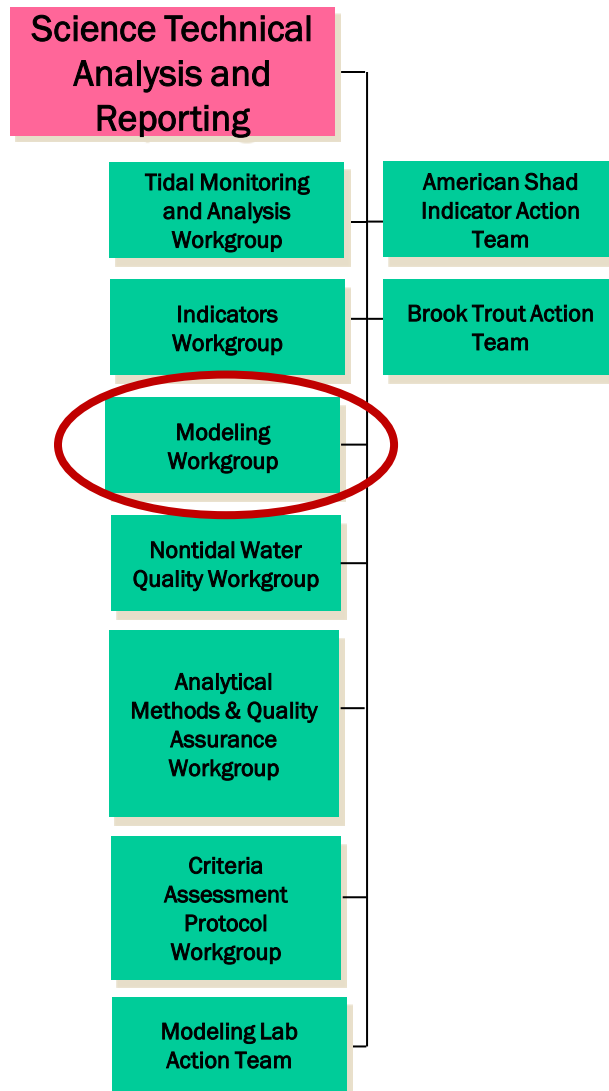 Science Technical
Analysis and
Reporting
Tidal Monitoring
and Analysis
Workgroup
American Shad
Indicator Action
Team
Indicators
Workgroup
Brook Trout Action
Team
Modeling
Workgroup
Nontidal Water
Quality Workgroup
Analytical
Methods & Quality
Assurance
Workgroup
Criteria
Assessment
Protocol
Workgroup
Modeling Lab
Action Team